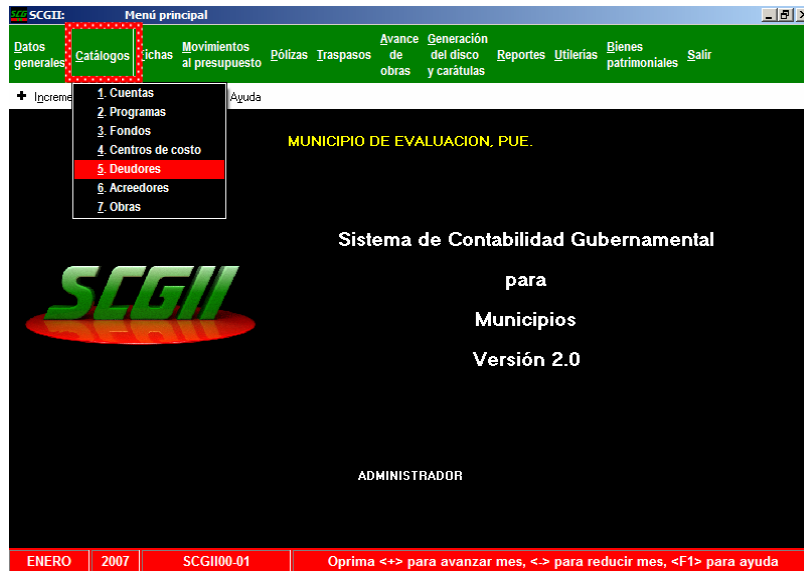 SCG SCGII: Menú principal
Datos generales
Catálogos
Fichas
Movimientos al presupuesto
Pólizas
Traspasos
Avance de obras
Generación del disco y carátulas
Reportes
Utilerías
Bienes patrimoniales
Salir
Increme
Ayuda
1. Cuentas
2. Programas
3. Fondos
4. Centros de costo
5. Deudores
6. Acreedores
7. Obras
MUNICIPIO DE EVALUACION, PUE.
Sistema de Contabilidad Gubernamental
para
Municipios
Versión 2.0
SCGII
ADMINISTRADOR
ENERO 2007 SCGII00-01 Oprima <+> para avanzar mes, <-> para reducir mes, <F1> para ayuda